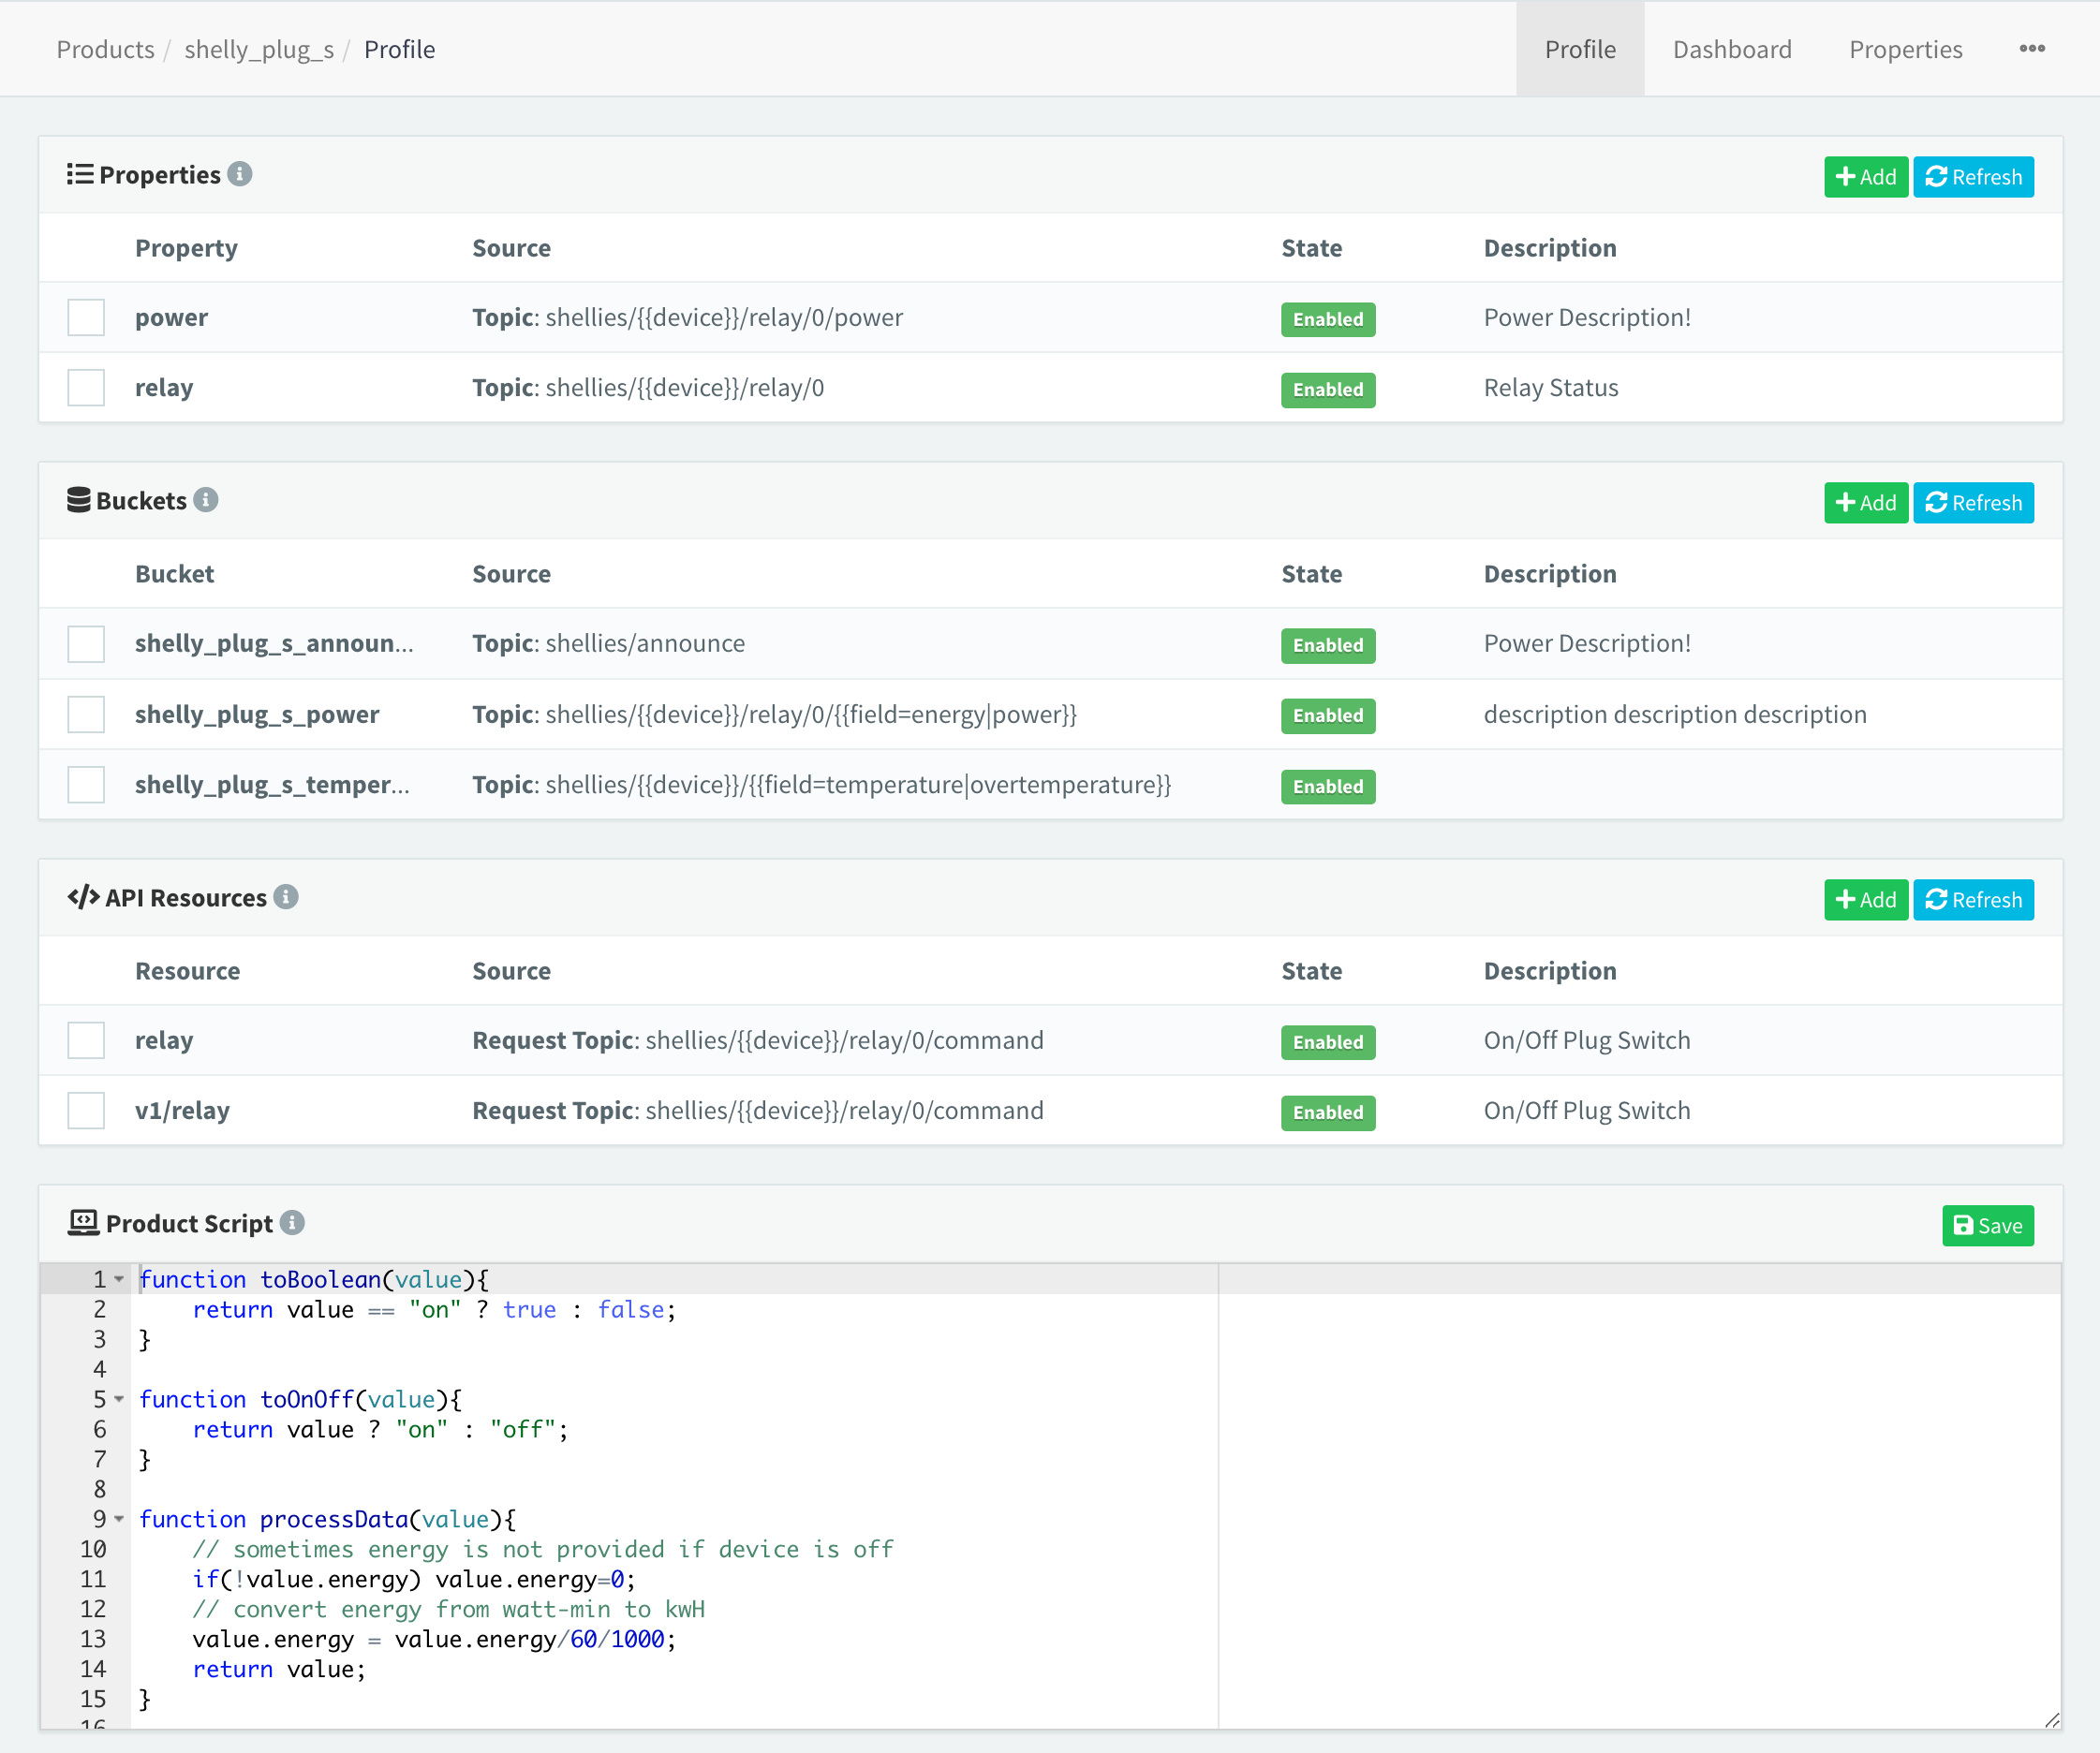 Products / shelly_plug_s / Profile
Profile Dashboard Properties •••
Properties
Add Refresh
Property Source State Description
power Topic: shellies/{{device}}/relay/0/power Enabled Power Description!
relay Topic: shellies/{{device}}/relay/0 Enabled Relay Status
Buckets
Add Refresh
Bucket Source State Description
shelly_plug_s_announ... Topic: shellies/announce Enabled Power Description!
shelly_plug_s_power Topic: shellies/{{device}}/relay/0/{{field=energy|power}} Enabled description description description
shelly_plug_s_temper... Topic: shellies/{{device}}/{{field=temperature|overtemperature}} Enabled
API Resources
Add Refresh
Resource Source State Description
relay Request Topic: shellies/{{device}}/relay/0/command Enabled On/Off Plug Switch
v1/relay Request Topic: shellies/{{device}}/relay/0/command Enabled On/Off Plug Switch
Product Script
Save
1 function toBoolean(value){
2 return value == "on" ? true : false;
3 }
4
5 function toOnOff(value){
6 return value ? "on" : "off";
7 }
8
9 function processData(value){
10 // sometimes energy is not provided if device is off
11 if(!value.energy) value.energy=0;
12 // convert energy from watt-min to kwH
13 value.energy = value.energy/60/1000;
14 return value;
15 }
16